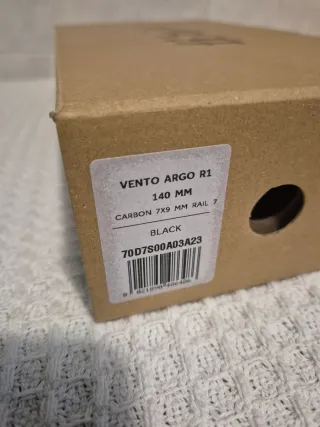 VENTO ARGO R1
140 MM
CARBON 7X9 MM RAIL 7
BLACK
70D7S00A03A23